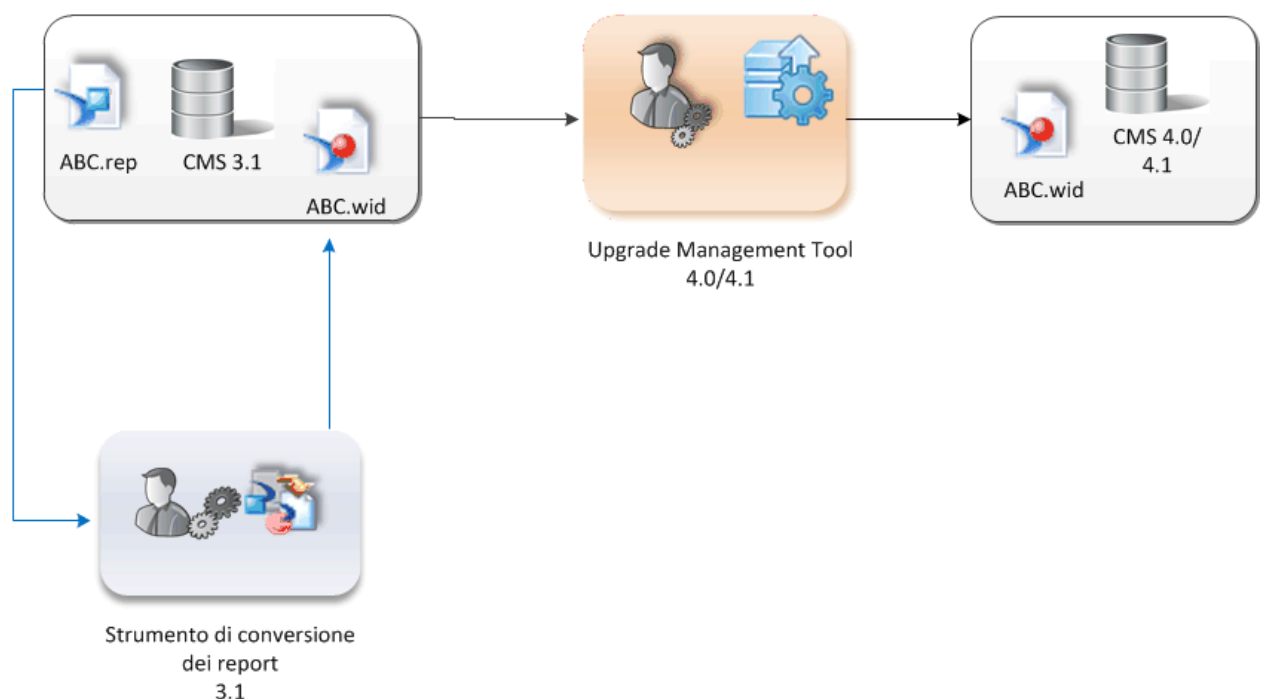 ABC.rep
CMS 3.1
ABC.wid
Upgrade Management Tool
4.0/4.1
CMS 4.0/
4.1
ABC.wid
Strumento di conversione
dei report
3.1